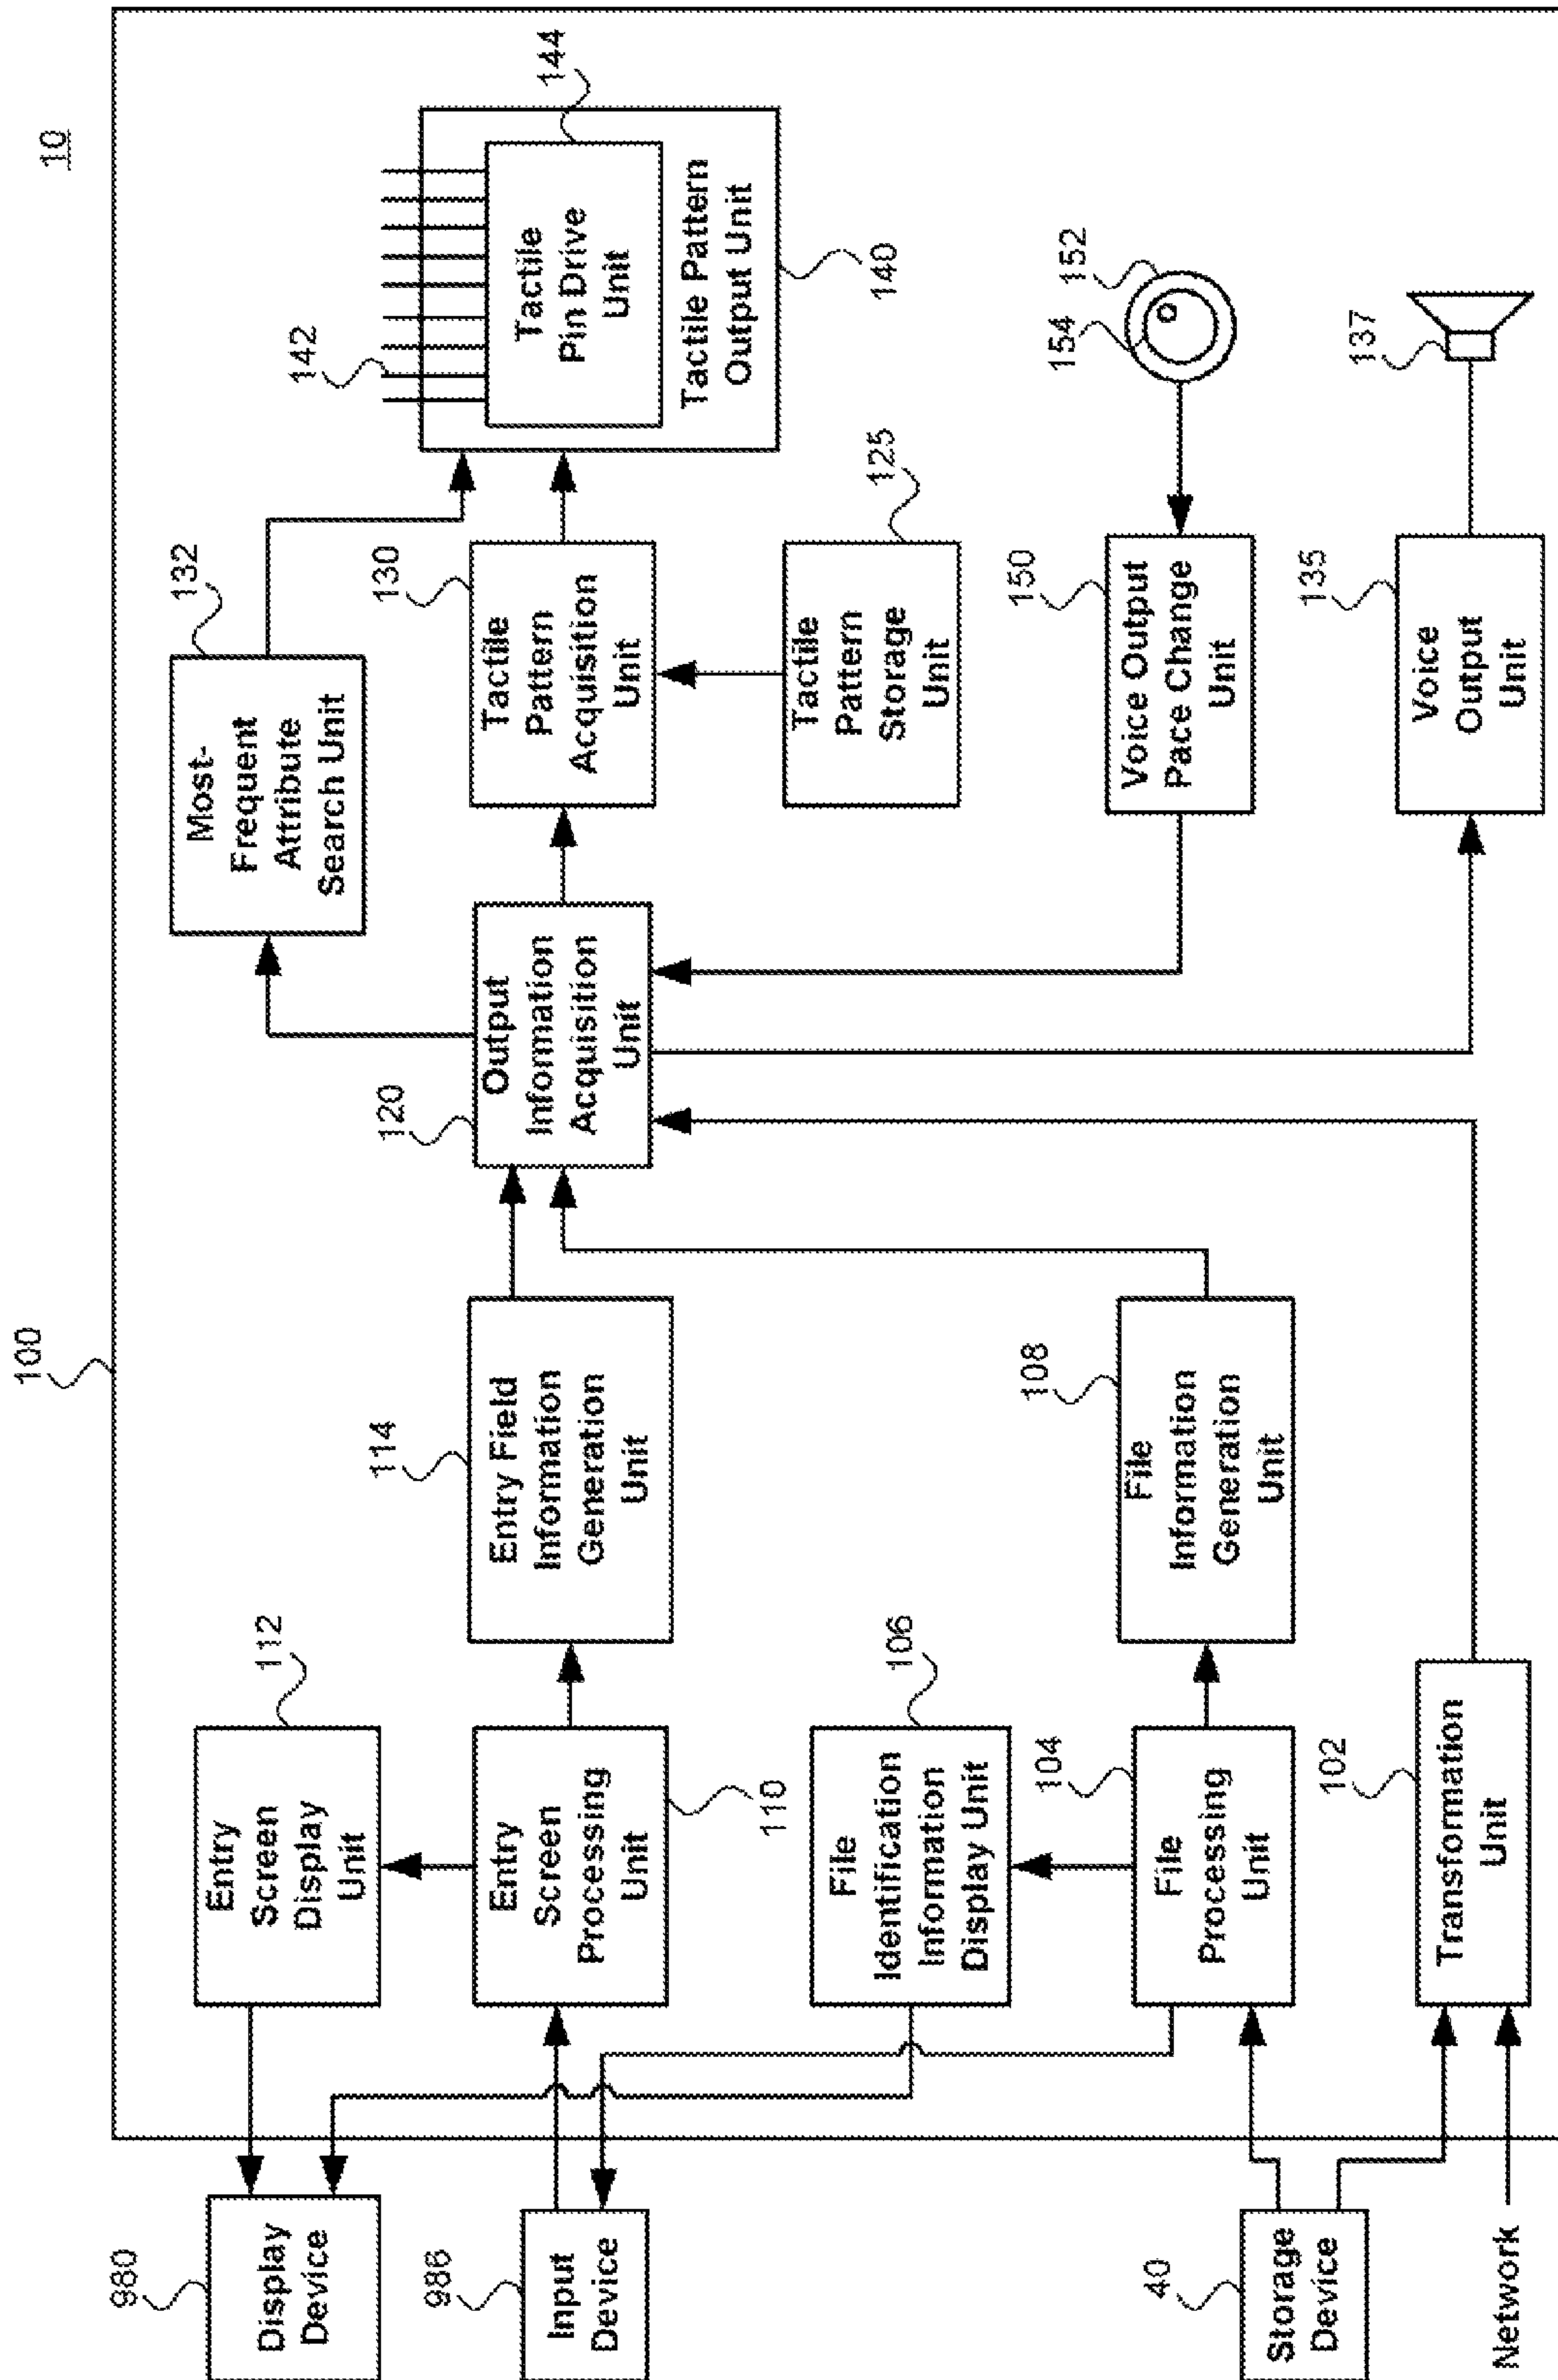 10
100
980
Display
Device
112
Entry
Screen
Display
Unit
132
Most-
Frequent
Attribute
Search Unit
142
144
Tactile
Pin Drive
Unit
Tactile Pattern
Output Unit
140
986
Input
Device
Entry
Screen
Processing
Unit
110
114
Entry Field
Information
Generation
Unit
120
Output
Information
Acquisition
Unit
130
Tactile
Pattern
Acquisition
Unit
106
File
Identification
Information
Display Unit
125
Tactile
Pattern
Storage
Unit
104
File
Processing
Unit
108
File
Information
Generation
Unit
150
Voice Output
Pace Change
Unit
154
152
40
Storage
Device
Network
102
Transformation
Unit
135
Voice
Output
Unit
137